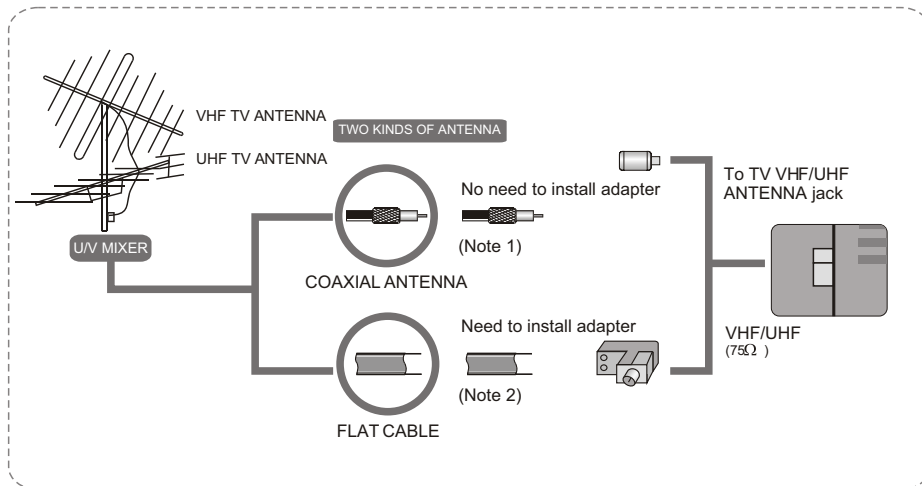 VHF TV ANTENNA
TWO KINDS OF ANTENNA
UHF TV ANTENNA
No need to install adapter
To TV VHF/UHF
ANTENNA jack
U/V MIXER
(Note 1)
COAXIAL ANTENNA
Need to install adapter
VHF/UHF
(75Ω )
(Note 2)
FLAT CABLE